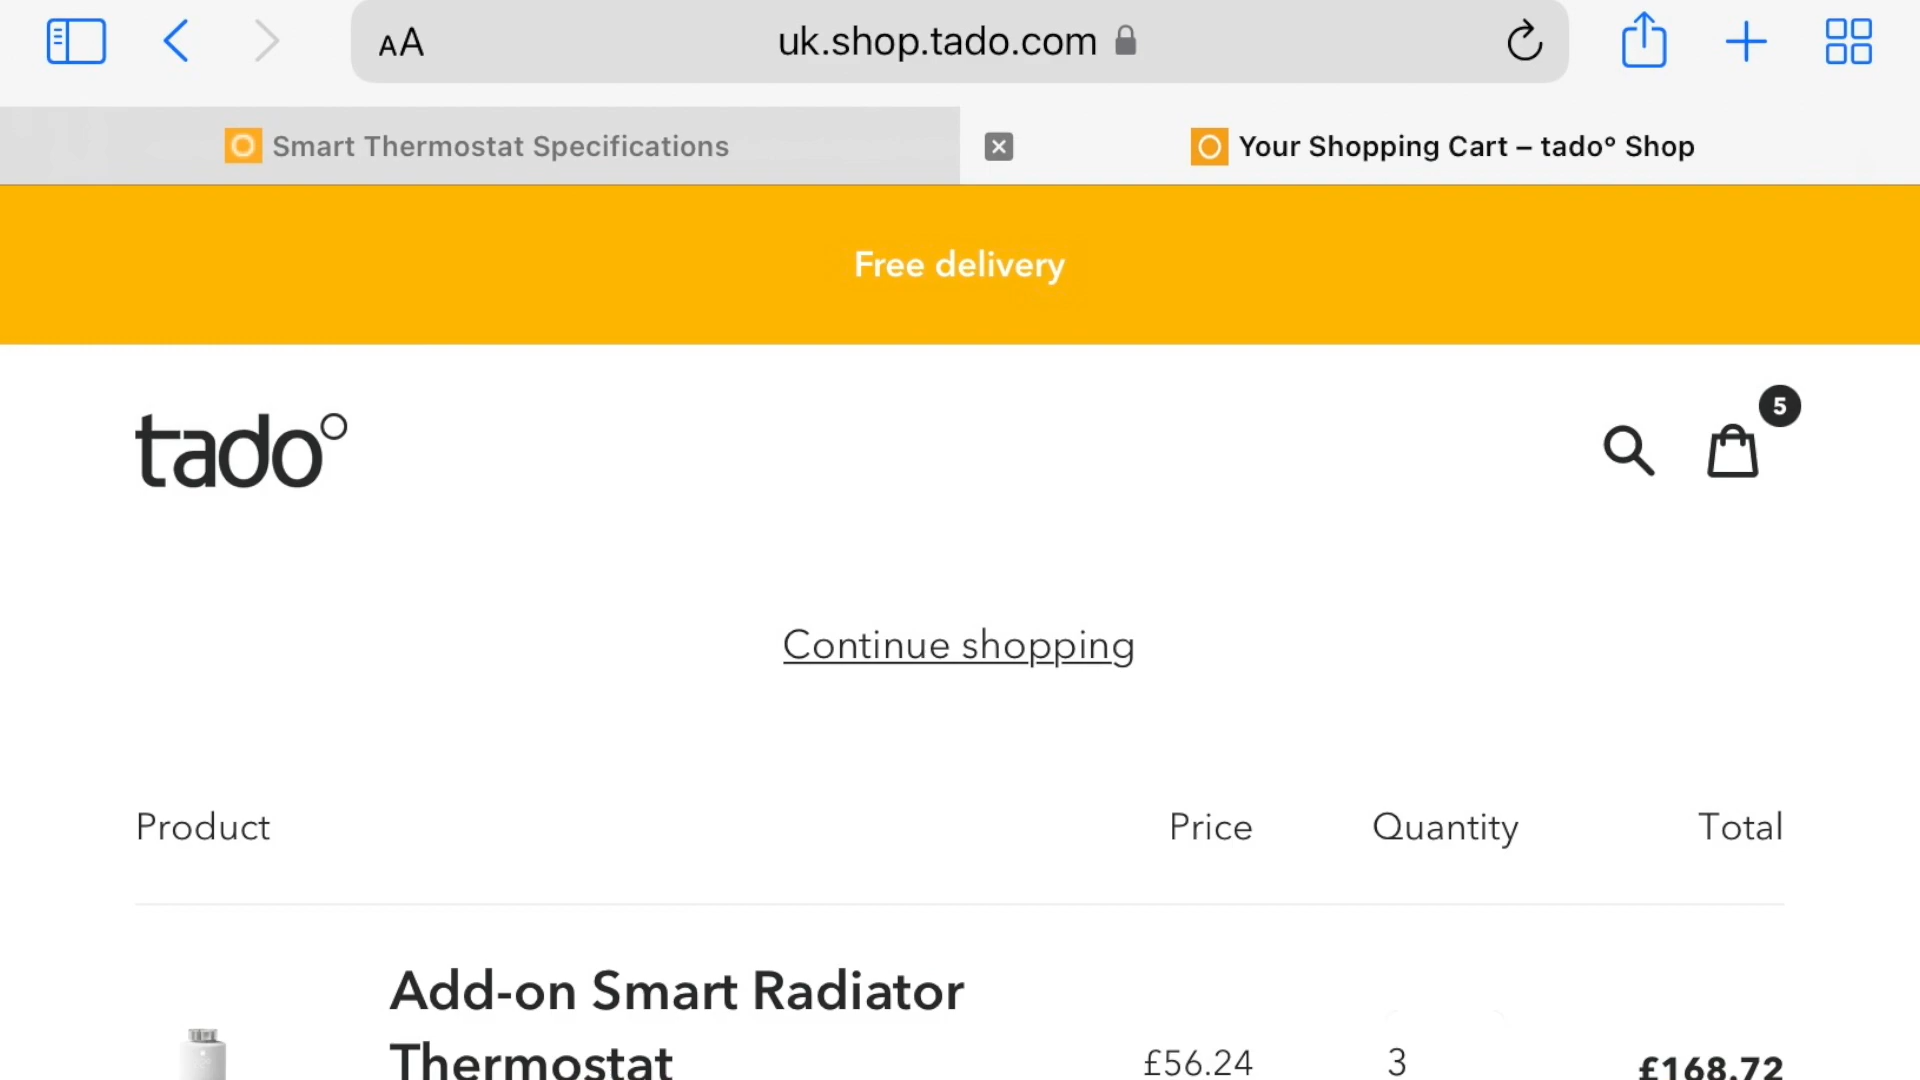 AA
uk.shop.tado.com
Smart Thermostat Specifications
Your Shopping Cart – tado° Shop
Free delivery
tado°
5
Continue shopping
Product Price Quantity Total
Add-on Smart Radiator
Thermostat £56.24 3 £168.72